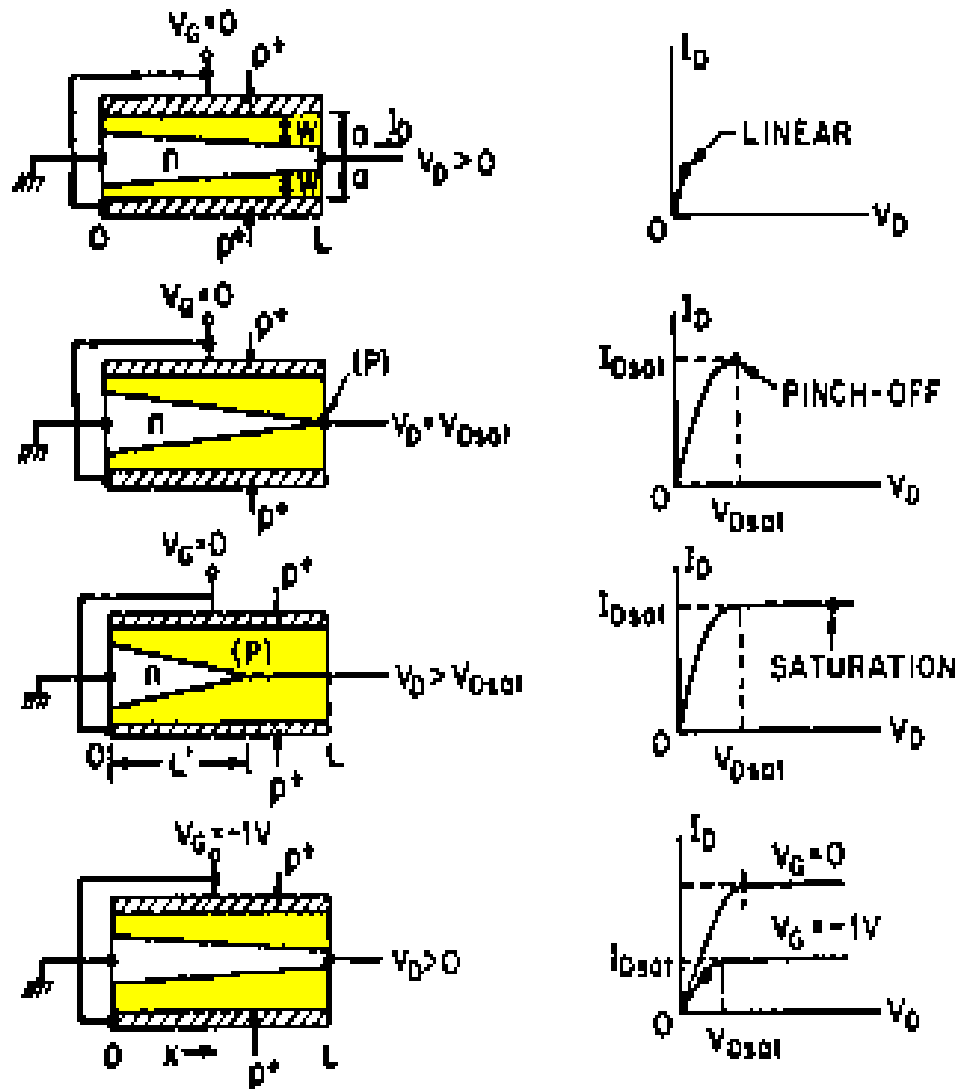 V_G = 0
p+
I_D
LINEAR
W
a
I_D
n
V_D > 0
W
a
0
V_D
0
p+
L
V_G = 0
p+
I_D
(P)
I_Dsat
PINCH-OFF
n
V_D = V_Dsat
0
V_D
p+
V_Dsat
V_G = 0
p+
I_D
I_Dsat
(P)
n
V_D > V_Dsat
SATURATION
0
V_D
0
L'
L
V_Dsat
p+
V_G = -1V
p+
I_D
V_G = 0
V_G = -1V
V_D > 0
I_Dsat
0
V_D
0
x
L
V_Dsat
p+